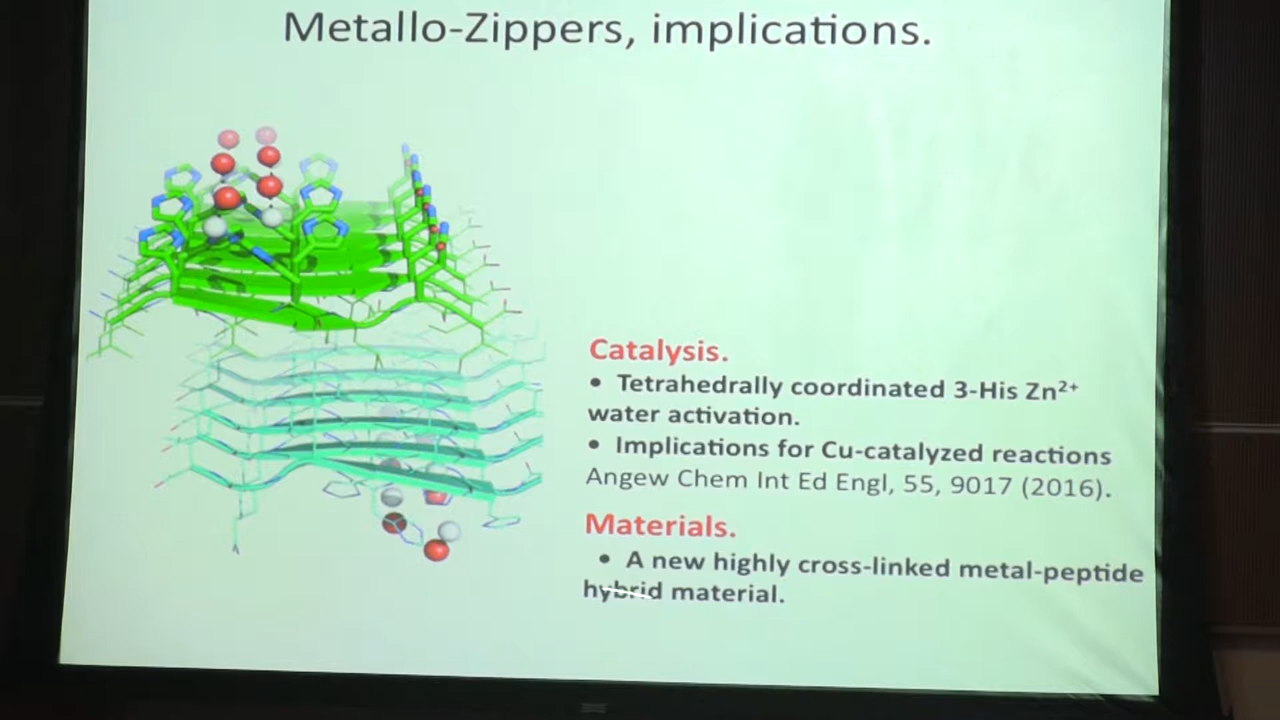 Metallo-Zippers, implications.
Catalysis.
• Tetrahedrally coordinated 3-His Zn²⁺
water activation.
• Implications for Cu-catalyzed reactions
Angew Chem Int Ed Engl, 55, 9017 (2016).
Materials.
• A new highly cross-linked metal-peptide
hybrid material.